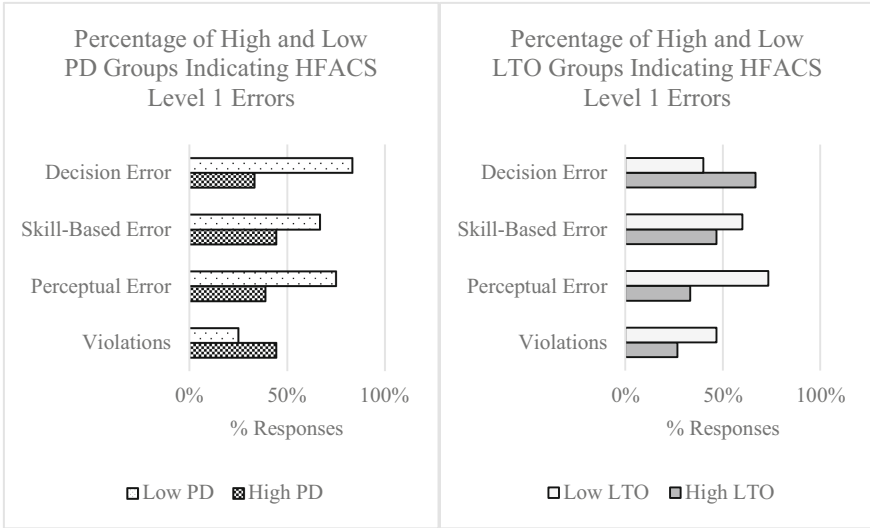 Percentage of High and Low
PD Groups Indicating HFACS
Level 1 Errors
Decision Error
Skill-Based Error
Perceptual Error
Violations
0%
50%
100%
% Responses
Low PD
High PD
Percentage of High and Low
LTO Groups Indicating HFACS
Level 1 Errors
Decision Error
Skill-Based Error
Perceptual Error
Violations
0%
50%
100%
% Responses
Low LTO
High LTO